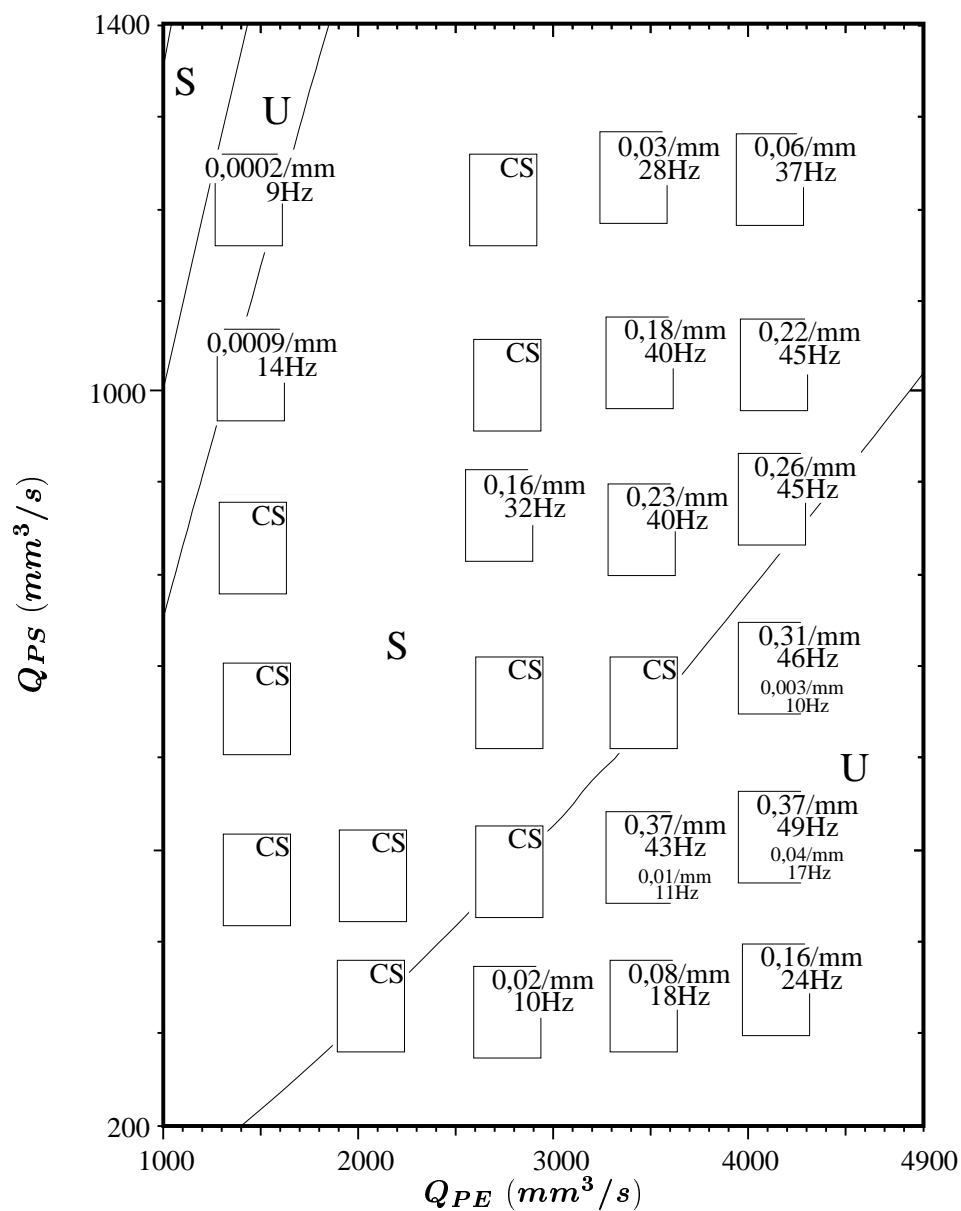 1400
S
U
0,0002/mm
9Hz
CS
0,03/mm
28Hz
0,06/mm
37Hz
0,0009/mm
14Hz
CS
0,18/mm
40Hz
0,22/mm
45Hz
1000
CS
0,16/mm
32Hz
0,23/mm
40Hz
0,26/mm
45Hz
Q_PS (mm³/s)
S
CS
CS
CS
0,31/mm
46Hz
0,003/mm
10Hz
U
CS
CS
CS
0,37/mm
43Hz
0,01/mm
11Hz
0,37/mm
49Hz
0,04/mm
17Hz
CS
0,02/mm
10Hz
0,08/mm
18Hz
0,16/mm
24Hz
200
1000 2000 3000 4000 4900
Q_PE (mm³/s)